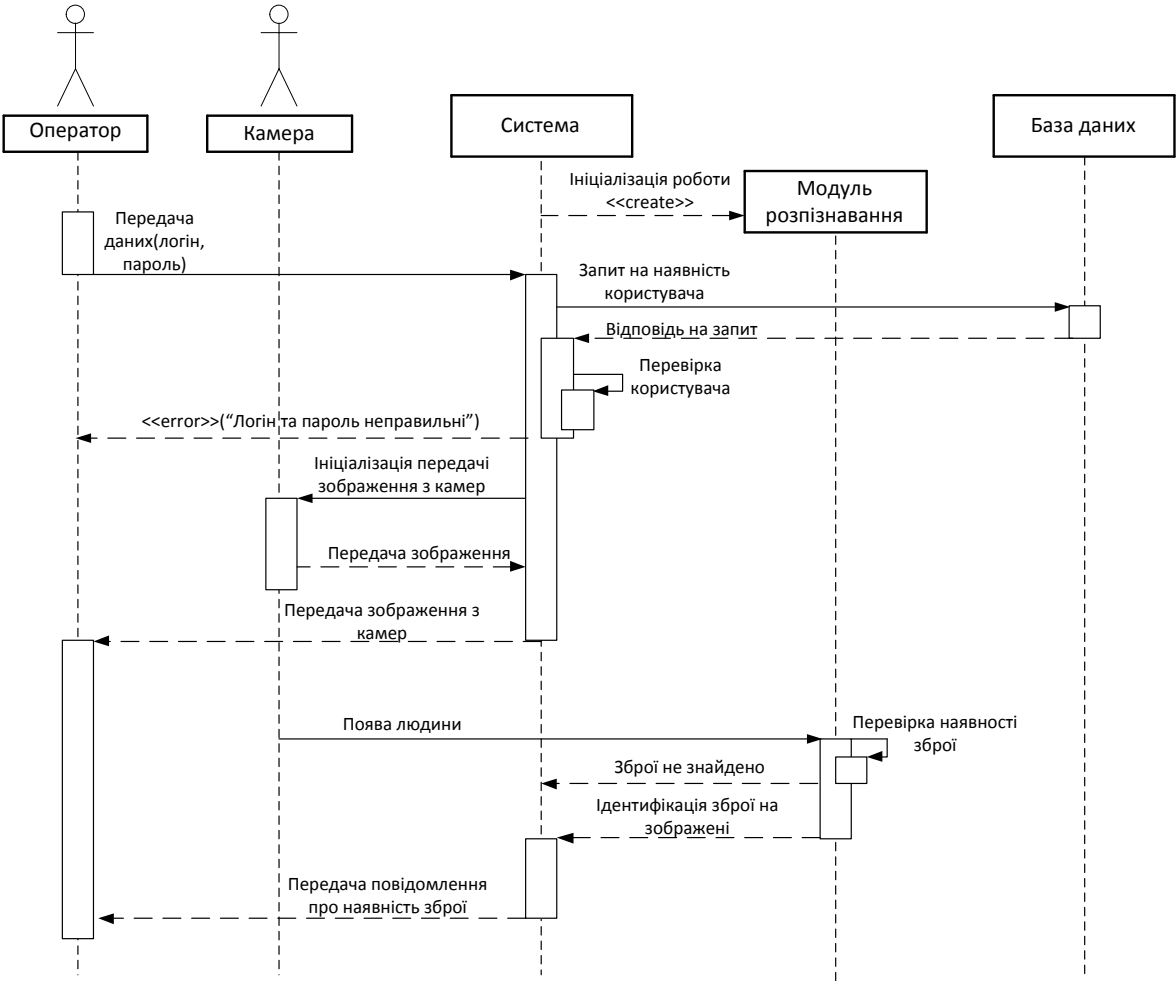 Оператор
Камера
Система
База даних
Ініціалізація роботи
<<create>>
Модуль
розпізнавання
Передача
даних(логін,
пароль)
Запит на наявність
користувача
Відповідь на запит
Перевірка
користувача
<<error>>(“Логін та пароль неправильні”)
Ініціалізація передачі
зображення з камер
Передача зображення
Передача зображення з
камер
Поява людини
Перевірка наявності
зброї
Зброї не знайдено
Ідентифікація зброї на
зображені
Передача повідомлення
про наявність зброї